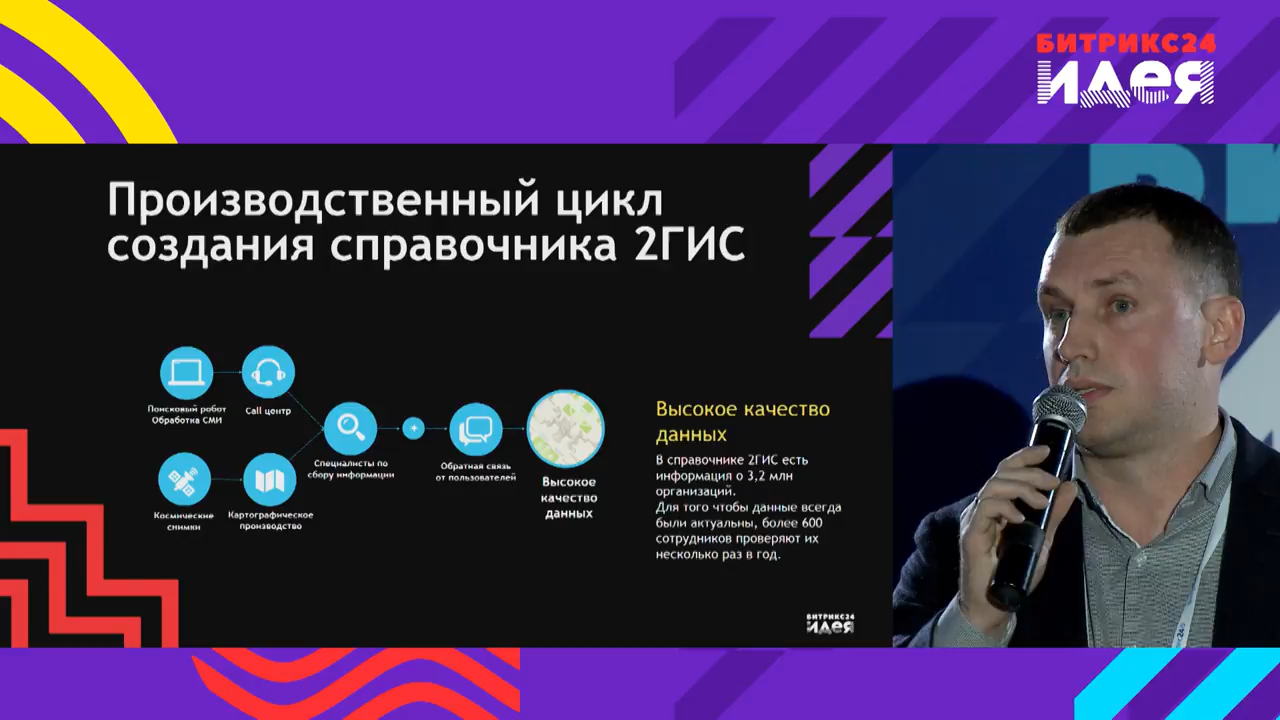 БИТРИКС24
идея
Производственный цикл
создания справочника 2ГИС
Поисковый робот
Обработка СМИ
Call центр
Космические
снимки
Картографическое
производство
Специалисты по
сбору информации
Обратная связь
от пользователей
Высокое
качество
данных
Высокое качество
данных
В справочнике 2ГИС есть
информация о 3,2 млн
организаций.
Для того чтобы данные всегда
были актуальны, более 600
сотрудников проверяют их
несколько раз в год.
БИТРИКС24
идея